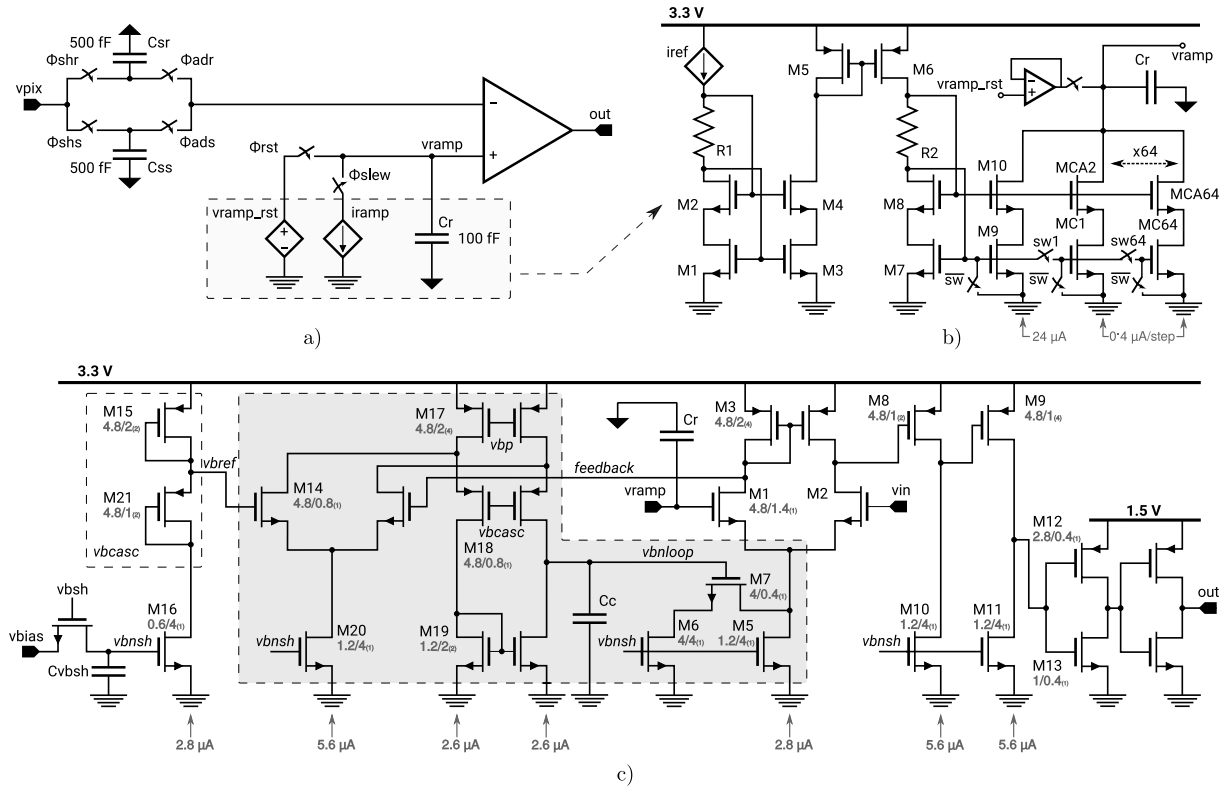 500 fF
Csr
Φshr
Φadr
vpix
Φshs
Φads
500 fF
Css
out
Φrst
vramp
Φslew
vramp_rst
iramp
Cr
100 fF
a)
3.3 V
iref
M5
M6
vramp_rst
Cr
vramp
R1
R2
M10
MCA2
x64
MCA64
M2
M4
M8
M9
MC1
sw1
sw64
MC64
M1
M3
M7
sw
sw
sw
24 µA
0.4 µA/step
b)
3.3 V
M15
4.8/2(2)
M17
4.8/2(4)
vbp
Cr
M3
4.8/2(4)
M8
4.8/1(2)
M9
4.8/1(4)
vbref
feedback
M21
4.8/1(2)
M14
4.8/0.8(1)
vramp
M1
4.8/1.4(1)
M2
vin
vbcasc
vbcasc
M18
4.8/0.8(1)
vbnloop
1.5 V
M12
2.8/0.4(1)
vbsh
M7
4/0.4(1)
Cc
out
M16
0.6/4(1)
vbias
vbnsh
Cvbsh
vbnsh
M20
1.2/4(1)
M19
1.2/2(2)
vbnsh
M6
4/4(1)
M5
1.2/4(1)
vbnsh
M10
1.2/4(1)
M11
1.2/4(1)
M13
1/0.4(1)
2.8 µA
5.6 µA
2.6 µA
2.6 µA
2.8 µA
5.6 µA
5.6 µA
c)